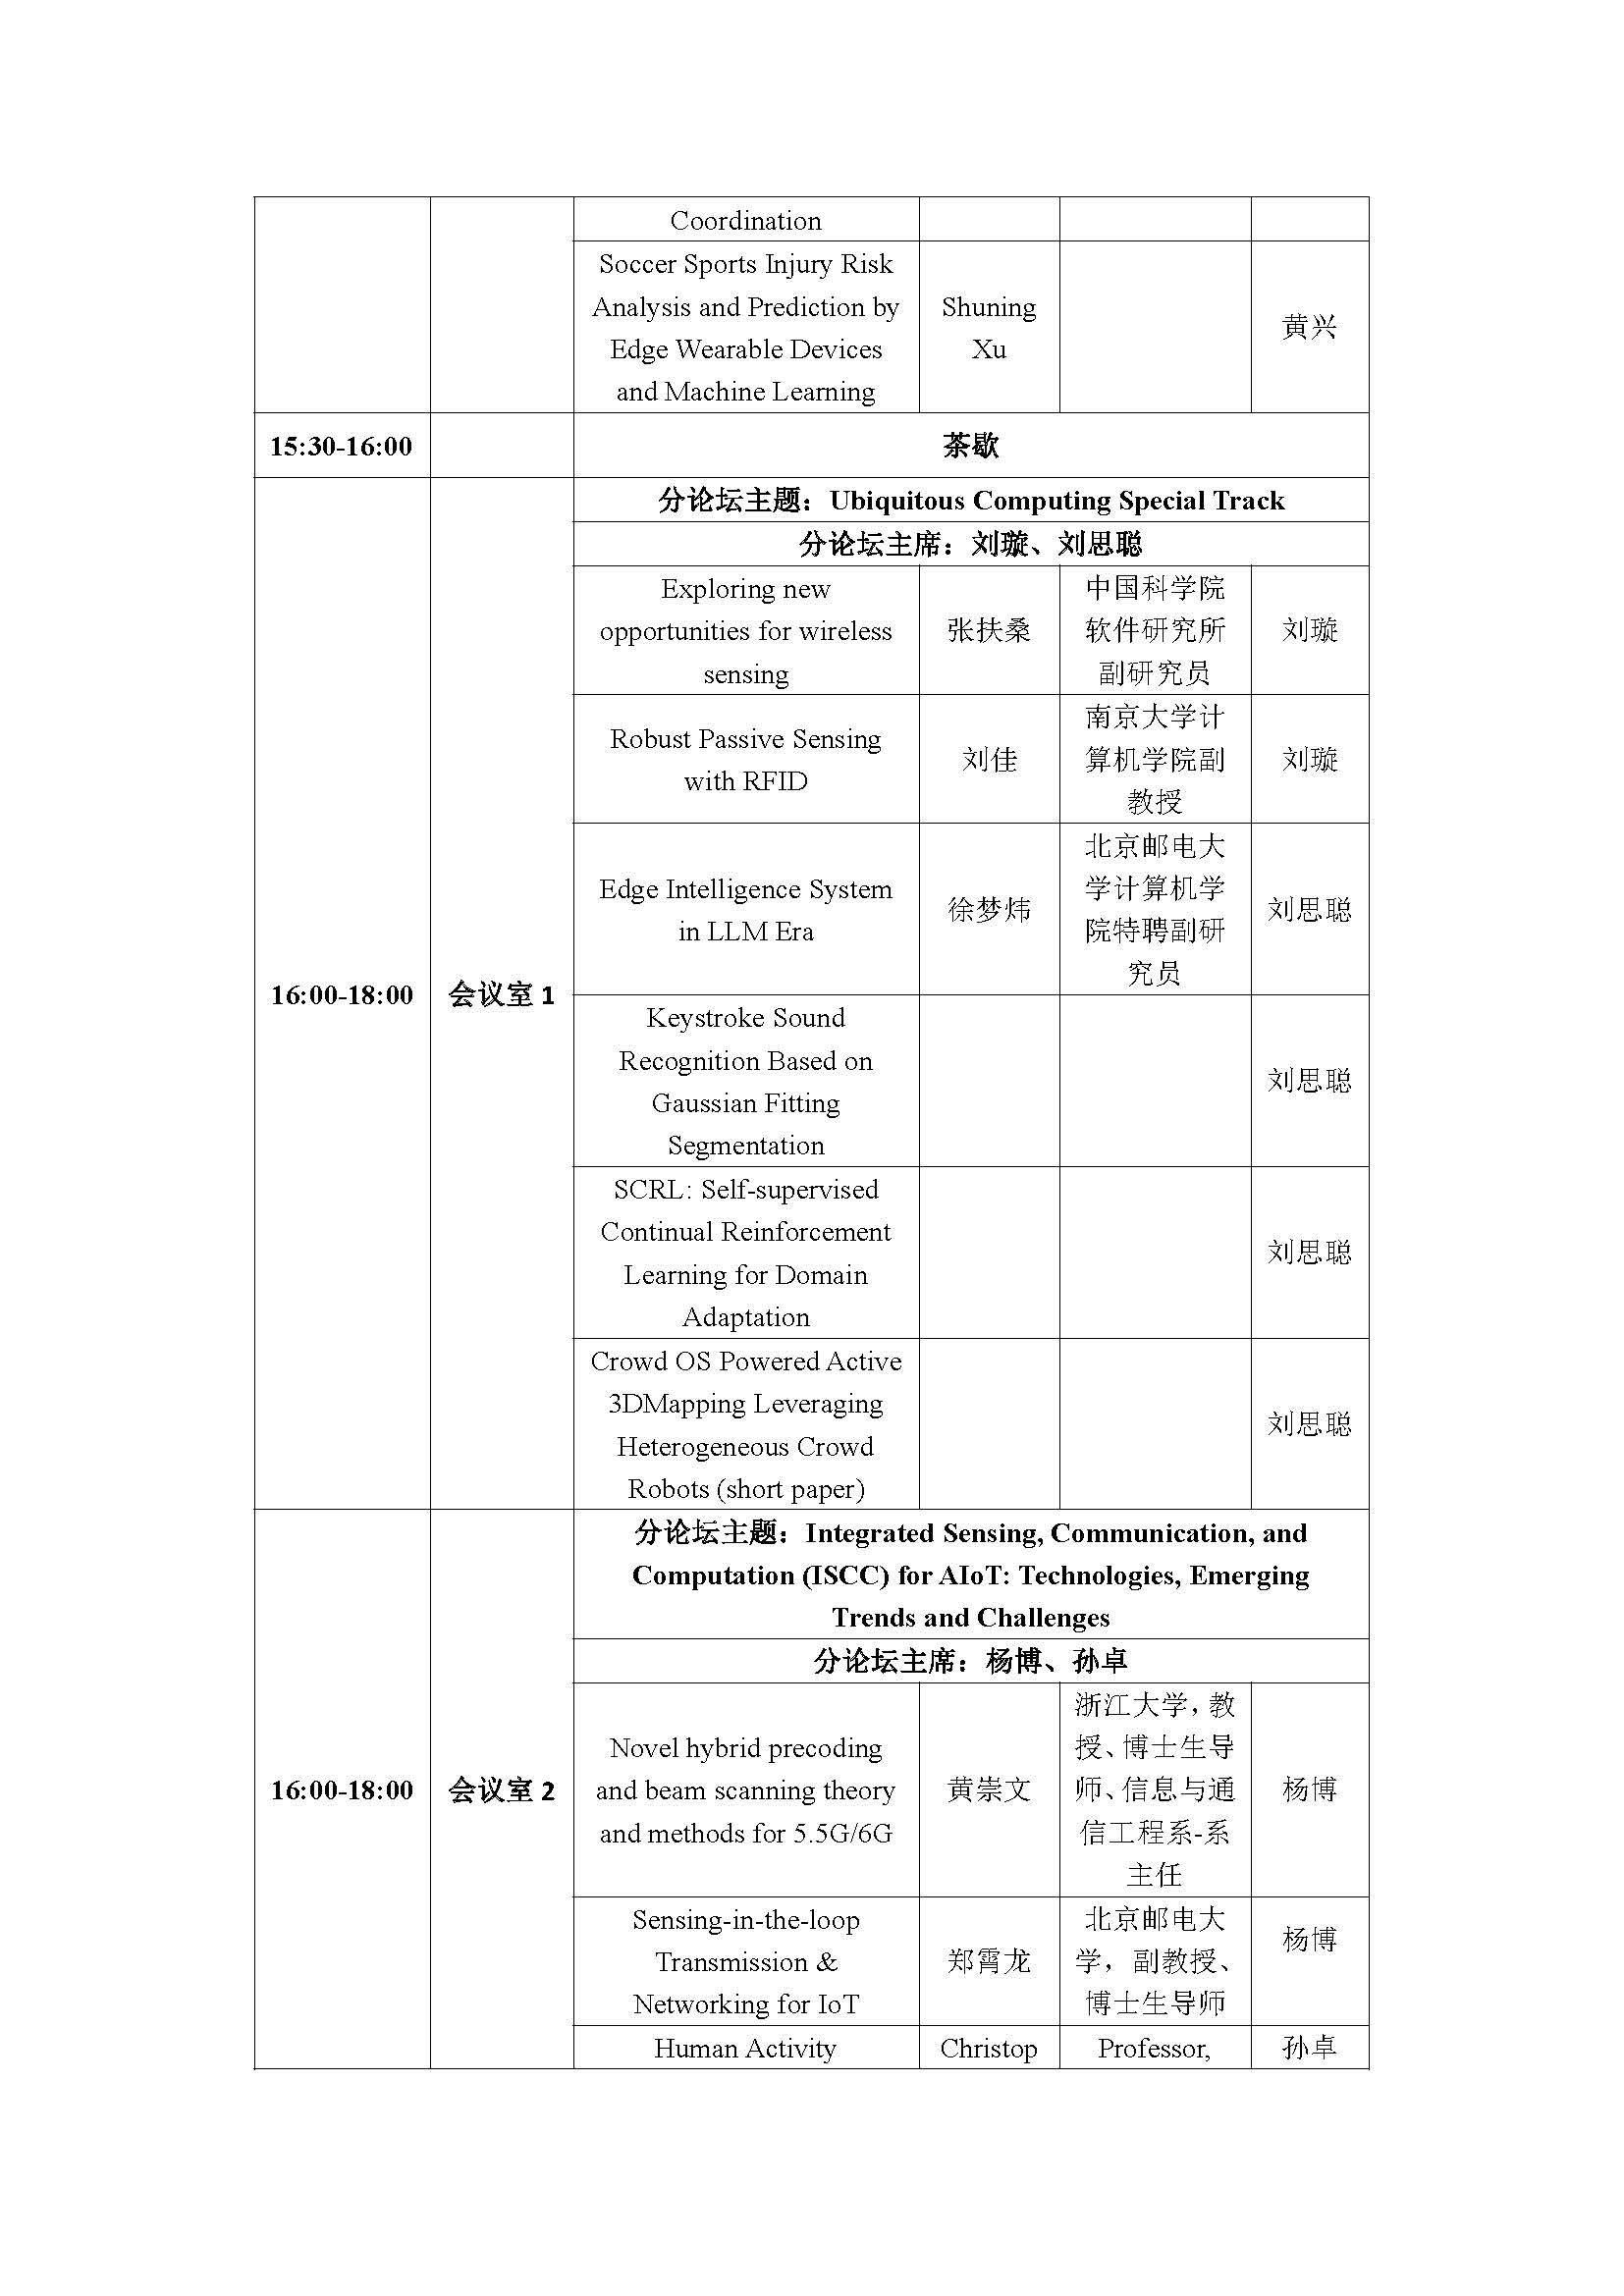 Coordination
Soccer Sports Injury Risk
Analysis and Prediction by
Edge Wearable Devices
and Machine Learning
Shuning
Xu
黄兴
15:30-16:00
茶歇
16:00-18:00
会议室 1
分论坛主题：Ubiquitous Computing Special Track
分论坛主席：刘璇、刘思聪
Exploring new
opportunities for wireless
sensing
张扶桑
中国科学院
软件研究所
副研究员
刘璇
Robust Passive Sensing
with RFID
刘佳
南京大学计
算机学院副
教授
刘璇
Edge Intelligence System
in LLM Era
徐梦炜
北京邮电大
学计算机学
院特聘副研
究员
刘思聪
Keystroke Sound
Recognition Based on
Gaussian Fitting
Segmentation
刘思聪
SCRL: Self-supervised
Continual Reinforcement
Learning for Domain
Adaptation
刘思聪
Crowd OS Powered Active
3DMapping Leveraging
Heterogeneous Crowd
Robots (short paper)
刘思聪
16:00-18:00
会议室 2
分论坛主题：Integrated Sensing, Communication, and
Computation (ISCC) for AIoT: Technologies, Emerging
Trends and Challenges
分论坛主席：杨博、孙卓
Novel hybrid precoding
and beam scanning theory
and methods for 5.5G/6G
黄崇文
浙江大学，教
授、博士生导
师、信息与通
信工程系-系
主任
杨博
Sensing-in-the-loop
Transmission &
Networking for IoT
郑霄龙
北京邮电大
学，副教授、
博士生导师
杨博
Human Activity
Christop
Professor,
孙卓